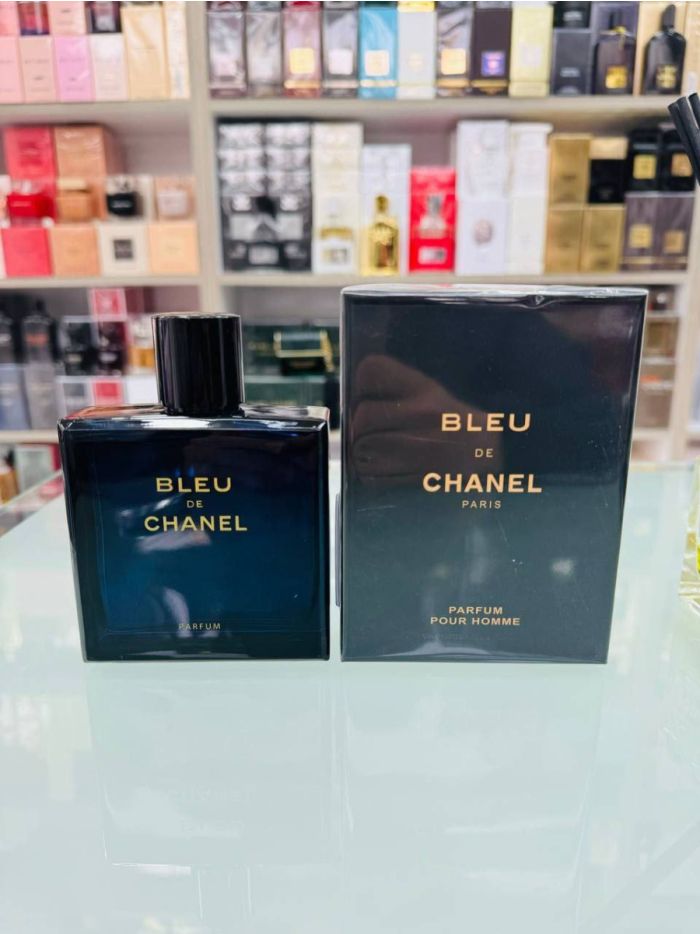 BLEU
DE
CHANEL
PARFUM
BLEU
DE
CHANEL
PARIS
PARFUM
POUR HOMME